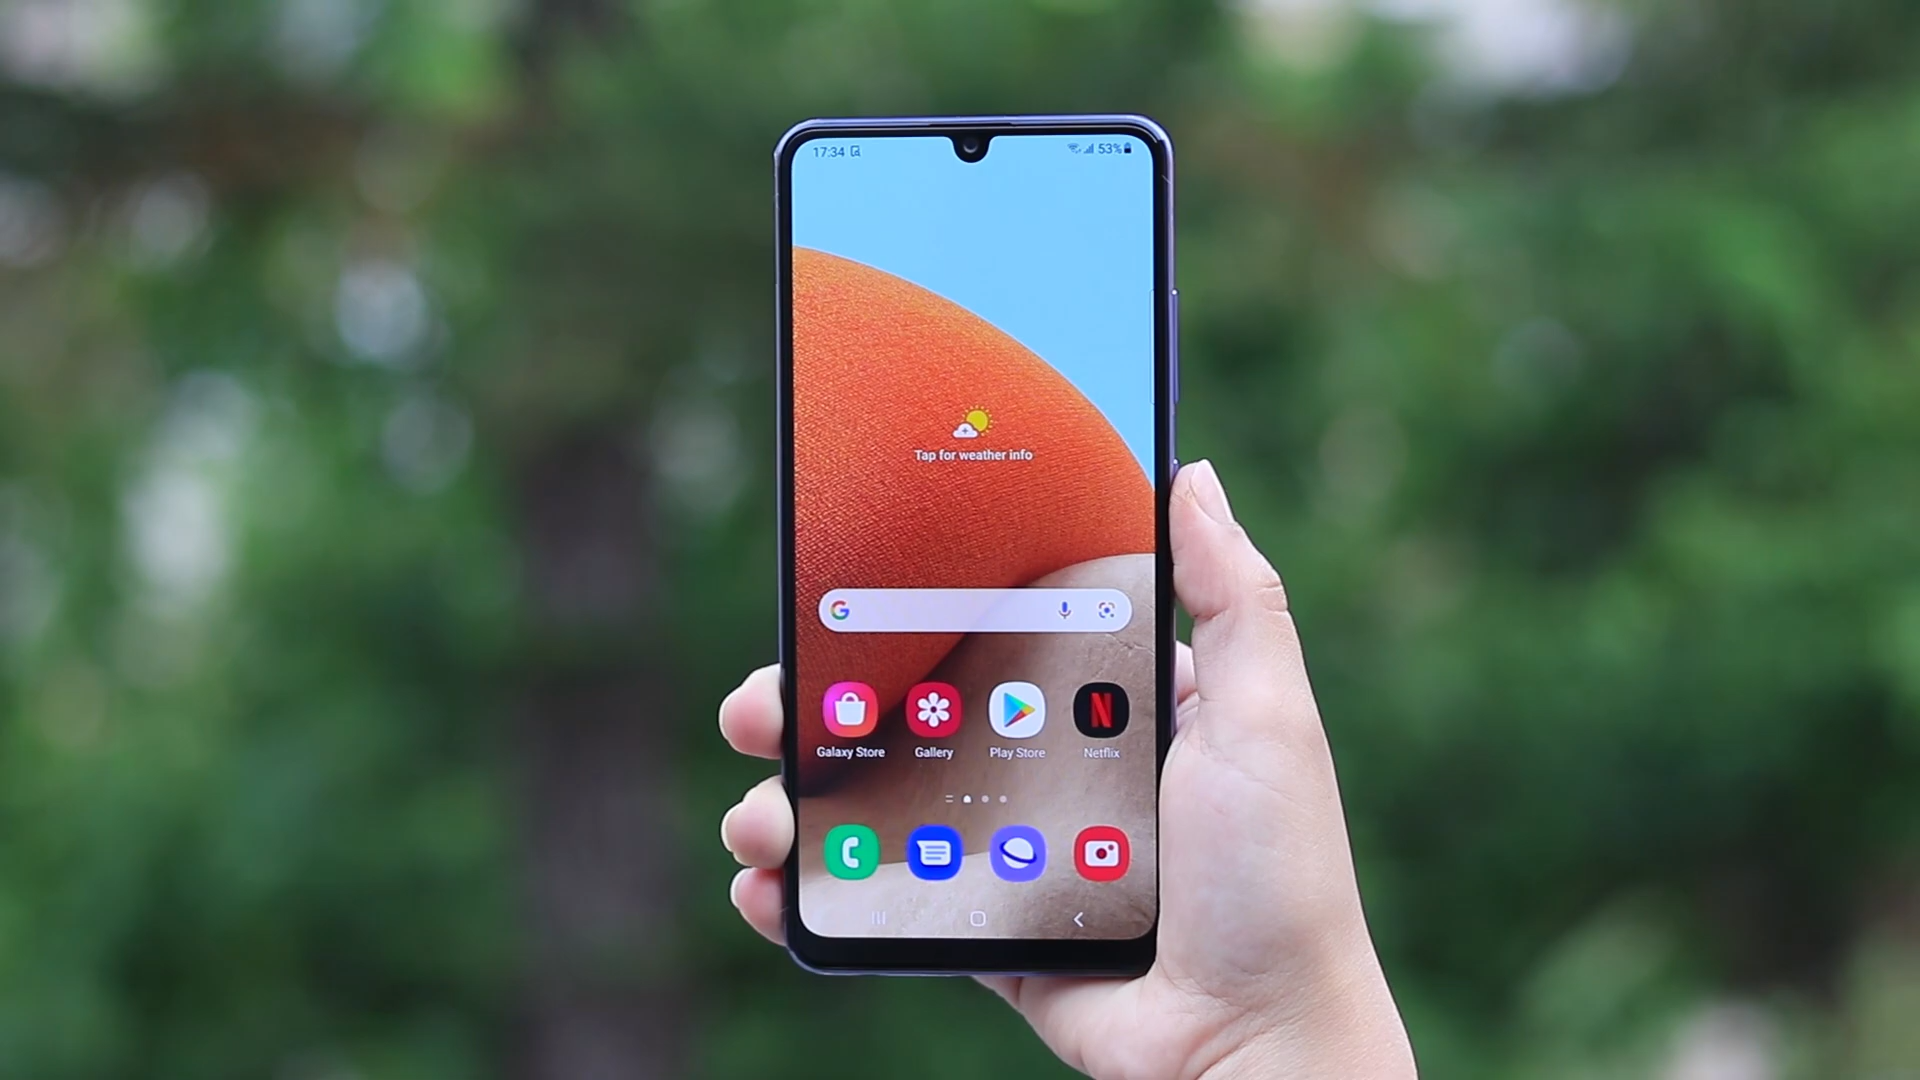 17:34
53%
Tap for weather info
G
Galaxy Store
Gallery
Play Store
N
Netflix